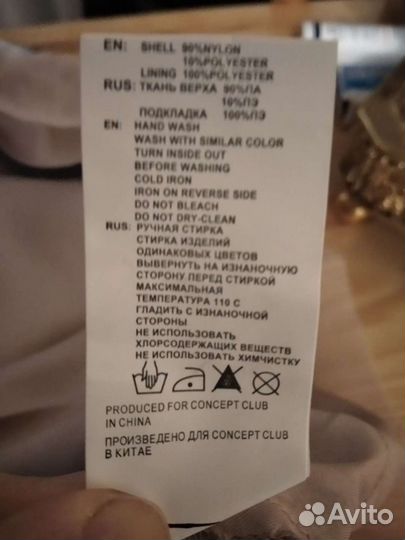 EN: SHELL 90%NYLON
10%POLYESTER
LINING 100%POLYESTER
RUS: ТКАНЬ ВЕРХА 90%ПА
10%ПЭ
ПОДКЛАДКА 100%ПЭ
EN: HAND WASH
WASH WITH SIMILAR COLOR
TURN INSIDE OUT
BEFORE WASHING
COLD IRON
IRON ON REVERSE SIDE
DO NOT BLEACH
DO NOT DRY-CLEAN
RUS: РУЧНАЯ СТИРКА
СТИРКА ИЗДЕЛИЙ
ОДИНАКОВЫХ ЦВЕТОВ
ВЫВЕРНУТЬ НА ИЗНАНОЧНУЮ
СТОРОНУ ПЕРЕД СТИРКОЙ
МАКСИМАЛЬНАЯ
ТЕМПЕРАТУРА 110 С
ГЛАДИТЬ С ИЗНАНОЧНОЙ
СТОРОНЫ
НЕ ИСПОЛЬЗОВАТЬ
ХЛОРСОДЕРЖАЩИХ ВЕЩЕСТВ
НЕ ИСПОЛЬЗОВАТЬ ХИМЧИСТКУ
PRODUCED FOR CONCEPT CLUB
IN CHINA
ПРОИЗВЕДЕНО ДЛЯ CONCEPT CLUB
В КИТАЕ
Avito